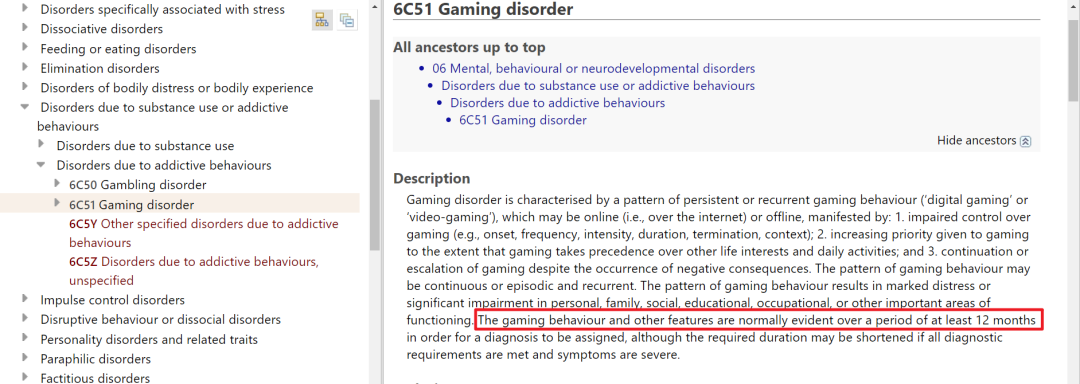 Disorders specifically associated with stress
Dissociative disorders
Feeding or eating disorders
Elimination disorders
Disorders of bodily distress or bodily experience
Disorders due to substance use or addictive
behaviours
Disorders due to substance use
Disorders due to addictive behaviours
6C50 Gambling disorder
6C51 Gaming disorder
6C5Y Other specified disorders due to addictive
behaviours
6C5Z Disorders due to addictive behaviours,
unspecified
Impulse control disorders
Disruptive behaviour or dissocial disorders
Personality disorders and related traits
Paraphilic disorders
Factitious disorders
6C51 Gaming disorder
All ancestors up to top
06 Mental, behavioural or neurodevelopmental disorders
Disorders due to substance use or addictive behaviours
Disorders due to addictive behaviours
6C51 Gaming disorder
Hide ancestors
Description
Gaming disorder is characterised by a pattern of persistent or recurrent gaming behaviour (‘digital gaming’ or
‘video-gaming’), which may be online (i.e., over the internet) or offline, manifested by: 1. impaired control over
gaming (e.g., onset, frequency, intensity, duration, termination, context); 2. increasing priority given to gaming
to the extent that gaming takes precedence over other life interests and daily activities; and 3. continuation or
escalation of gaming despite the occurrence of negative consequences. The pattern of gaming behaviour may
be continuous or episodic and recurrent. The pattern of gaming behaviour results in marked distress or
significant impairment in personal, family, social, educational, occupational, or other important areas of
functioning. The gaming behaviour and other features are normally evident over a period of at least 12 months
in order for a diagnosis to be assigned, although the required duration may be shortened if all diagnostic
requirements are met and symptoms are severe.